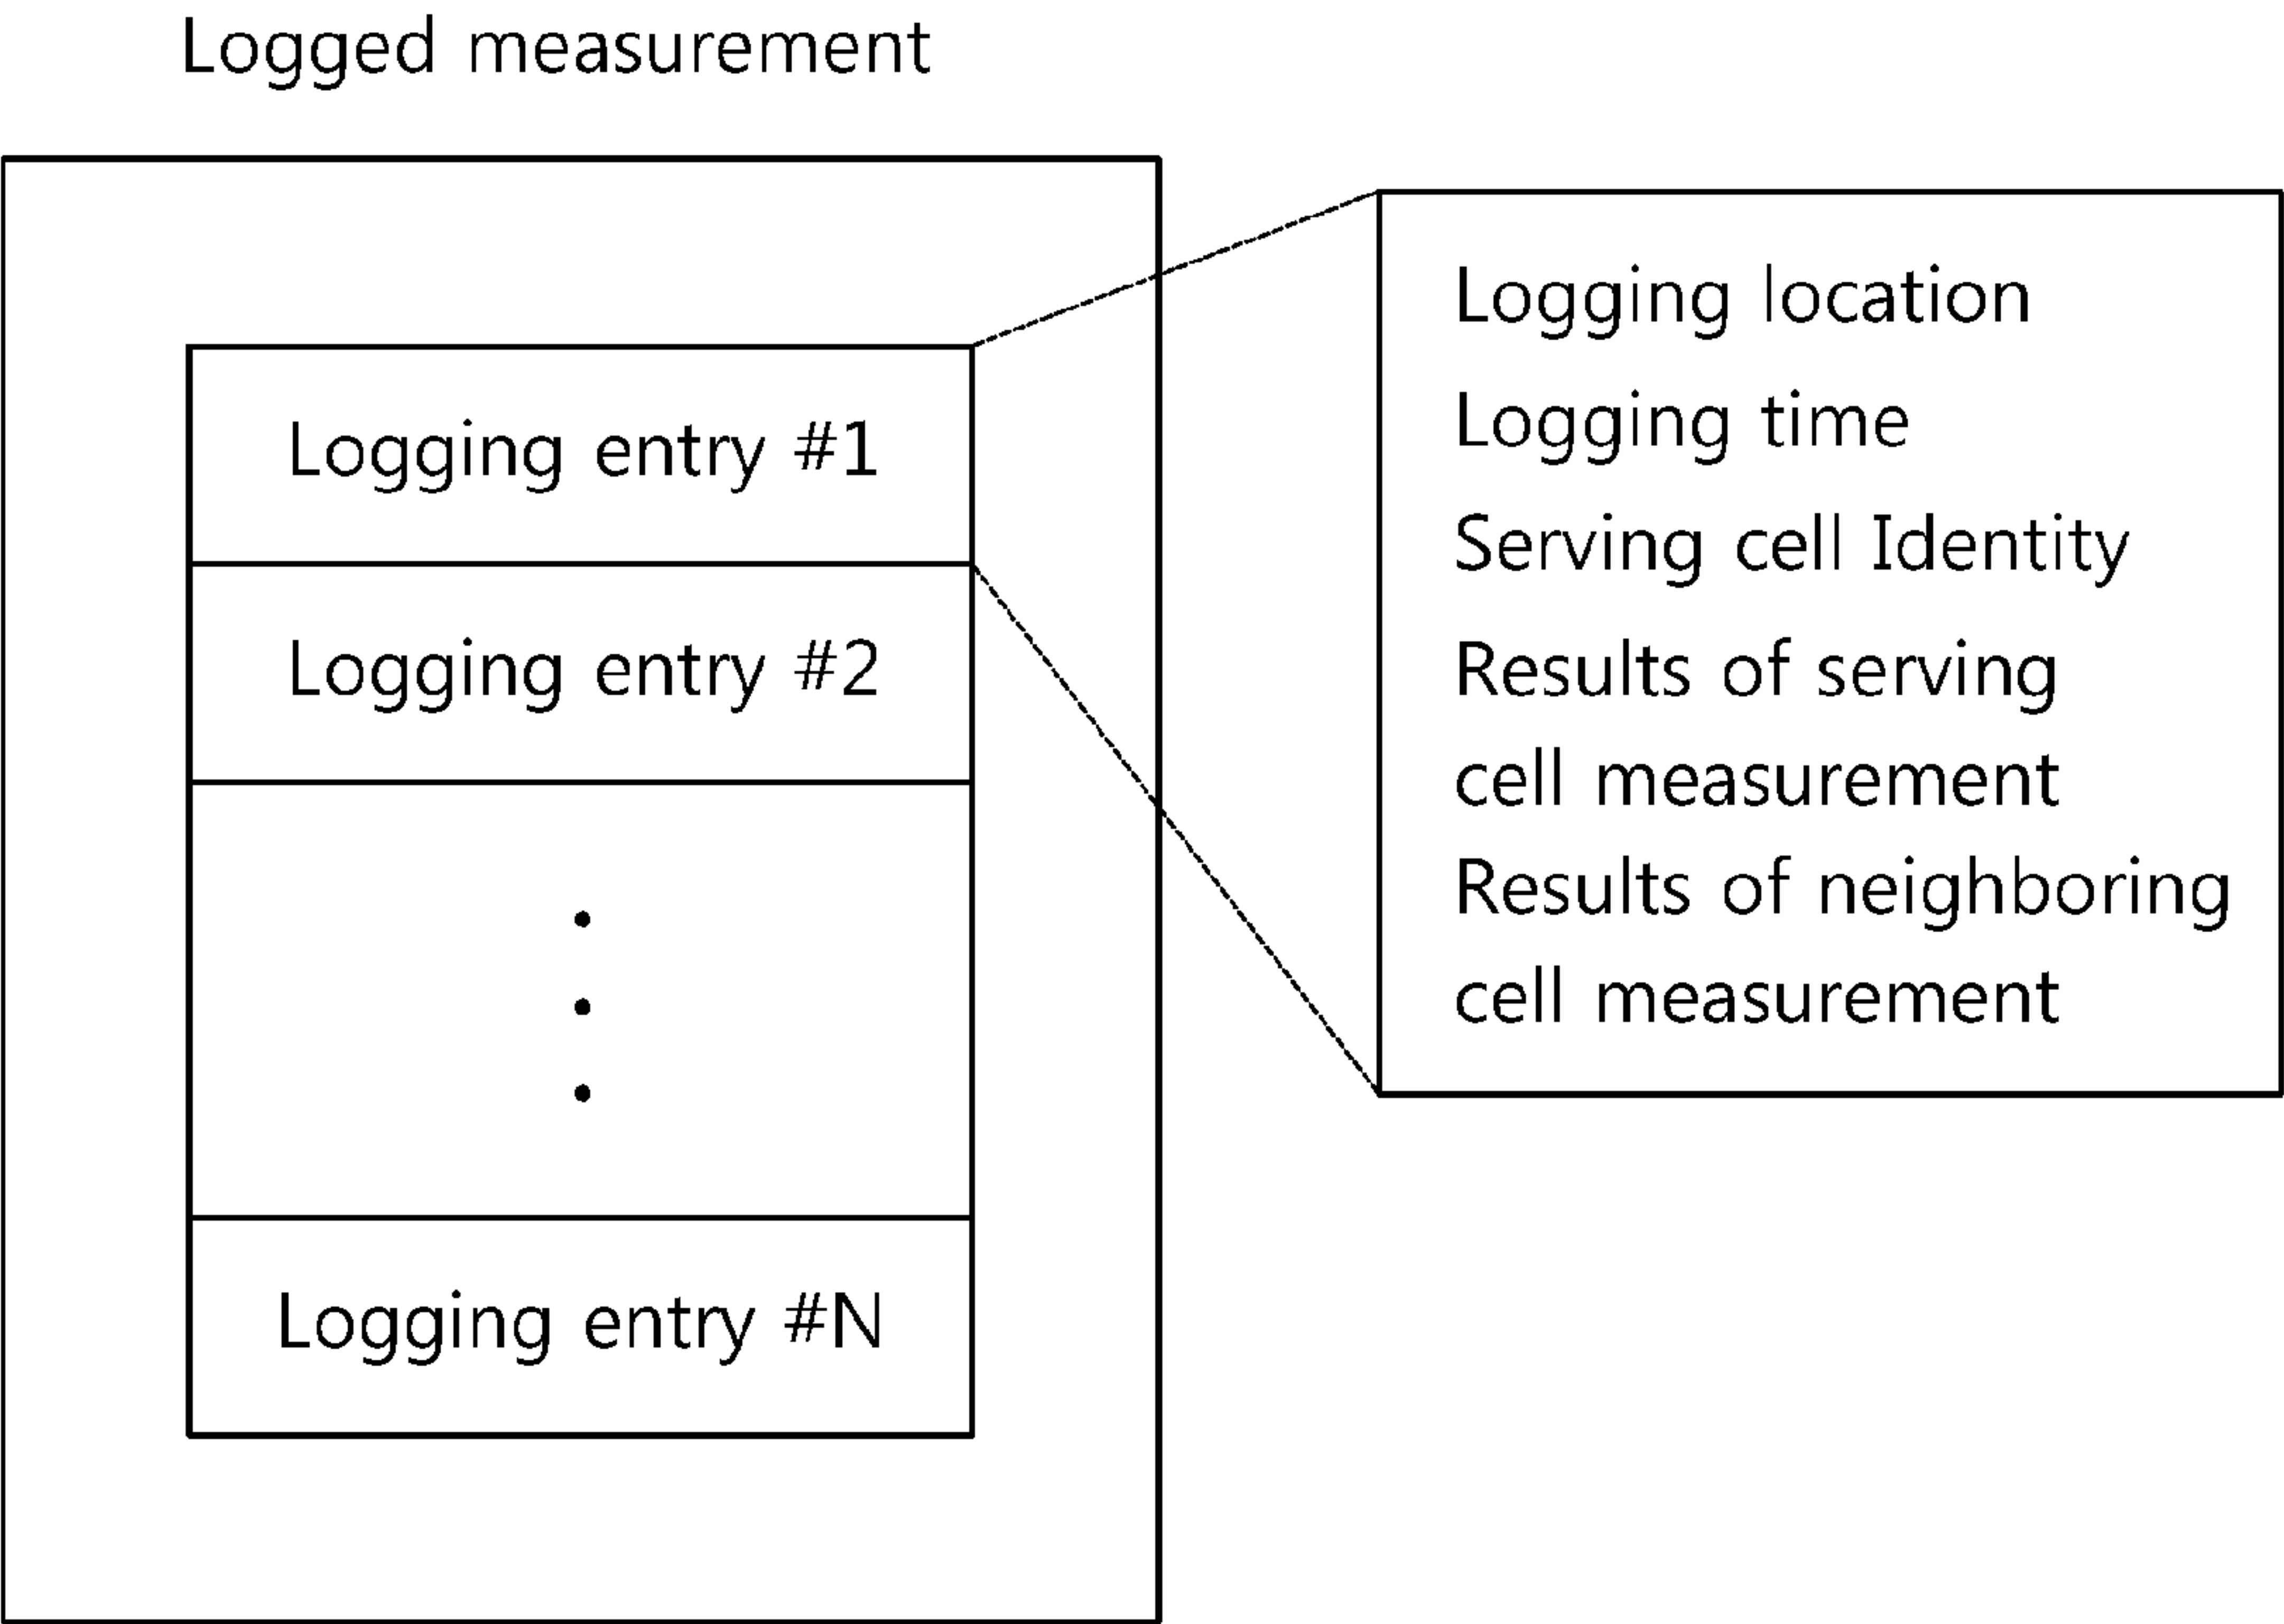 Logged measurement
Logging entry #1
Logging entry #2
Logging entry #N
Logging location
Logging time
Serving cell Identity
Results of serving
cell measurement
Results of neighboring
cell measurement